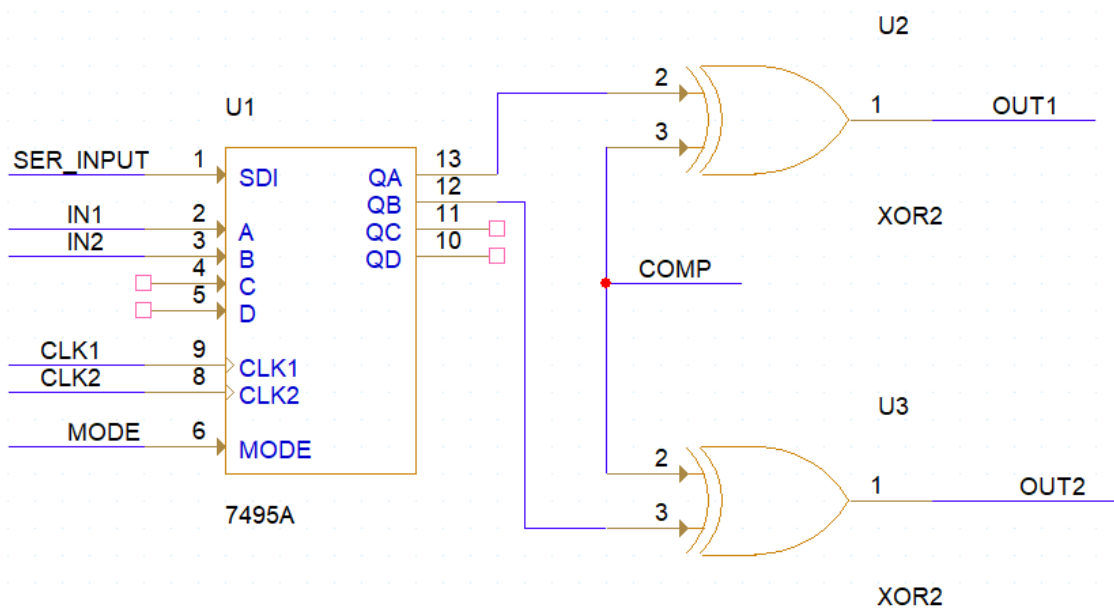 U2
2
1
OUT1
3
XOR2
U1
SER_INPUT
1
SDI
IN1
2
A
IN2
3
B
4
C
5
D
CLK1
9
CLK1
CLK2
8
CLK2
MODE
6
MODE
7495A
QA
13
QB
12
QC
11
QD
10
COMP
U3
2
1
OUT2
3
XOR2